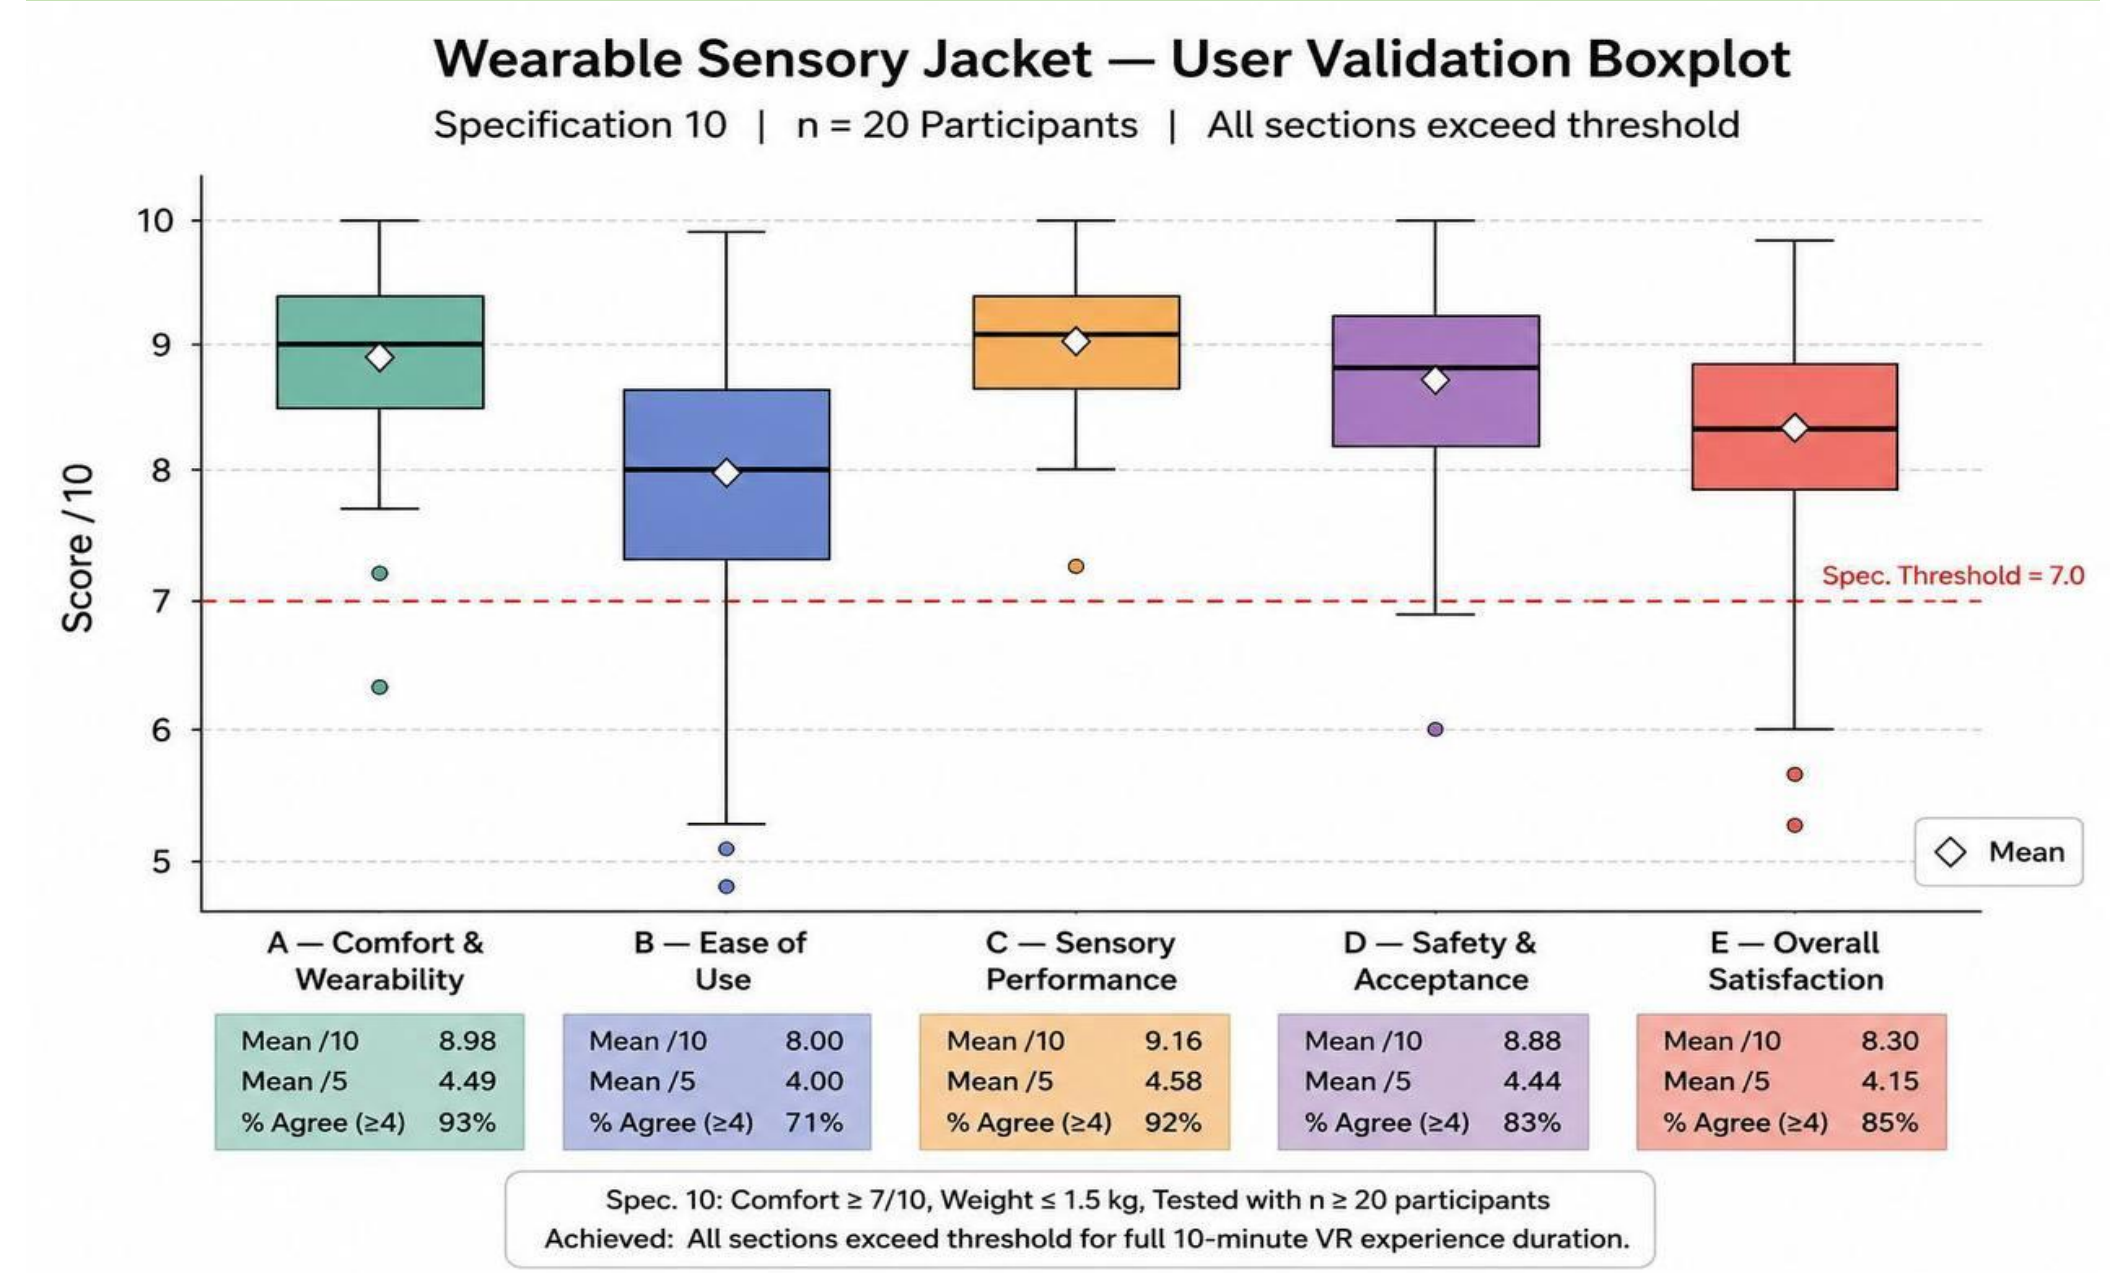 Wearable Sensory Jacket — User Validation Boxplot
Specification 10 | n = 20 Participants | All sections exceed threshold
Score /10
10
9
8
7
6
5
Spec. Threshold = 7.0
Mean
A — Comfort &
Wearability
B — Ease of
Use
C — Sensory
Performance
D — Safety &
Acceptance
E — Overall
Satisfaction
Mean /10 8.98
Mean /5 4.49
% Agree (≥4) 93%
Mean /10 8.00
Mean /5 4.00
% Agree (≥4) 71%
Mean /10 9.16
Mean /5 4.58
% Agree (≥4) 92%
Mean /10 8.88
Mean /5 4.44
% Agree (≥4) 83%
Mean /10 8.30
Mean /5 4.15
% Agree (≥4) 85%
Spec. 10: Comfort ≥ 7/10, Weight ≤ 1.5 kg, Tested with n ≥ 20 participants
Achieved: All sections exceed threshold for full 10-minute VR experience duration.